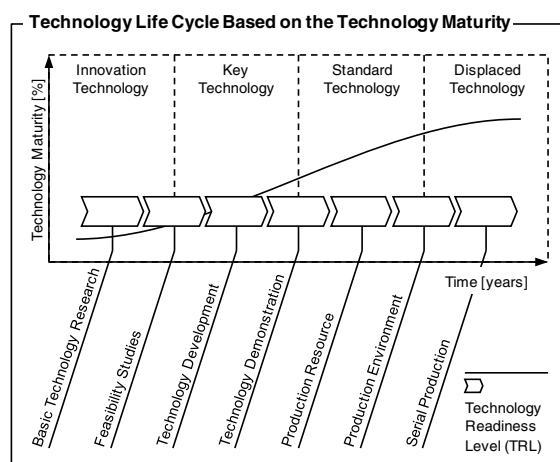 Technology Life Cycle Based on the Technology Maturity
Innovation
Technology
Key
Technology
Standard
Technology
Displaced
Technology
Technology Maturity [%]
Time [years]
Basic Technology Research
Feasibility Studies
Technology Development
Technology Demonstration
Production Resource
Production Environment
Serial Production
Technology
Readiness
Level (TRL)